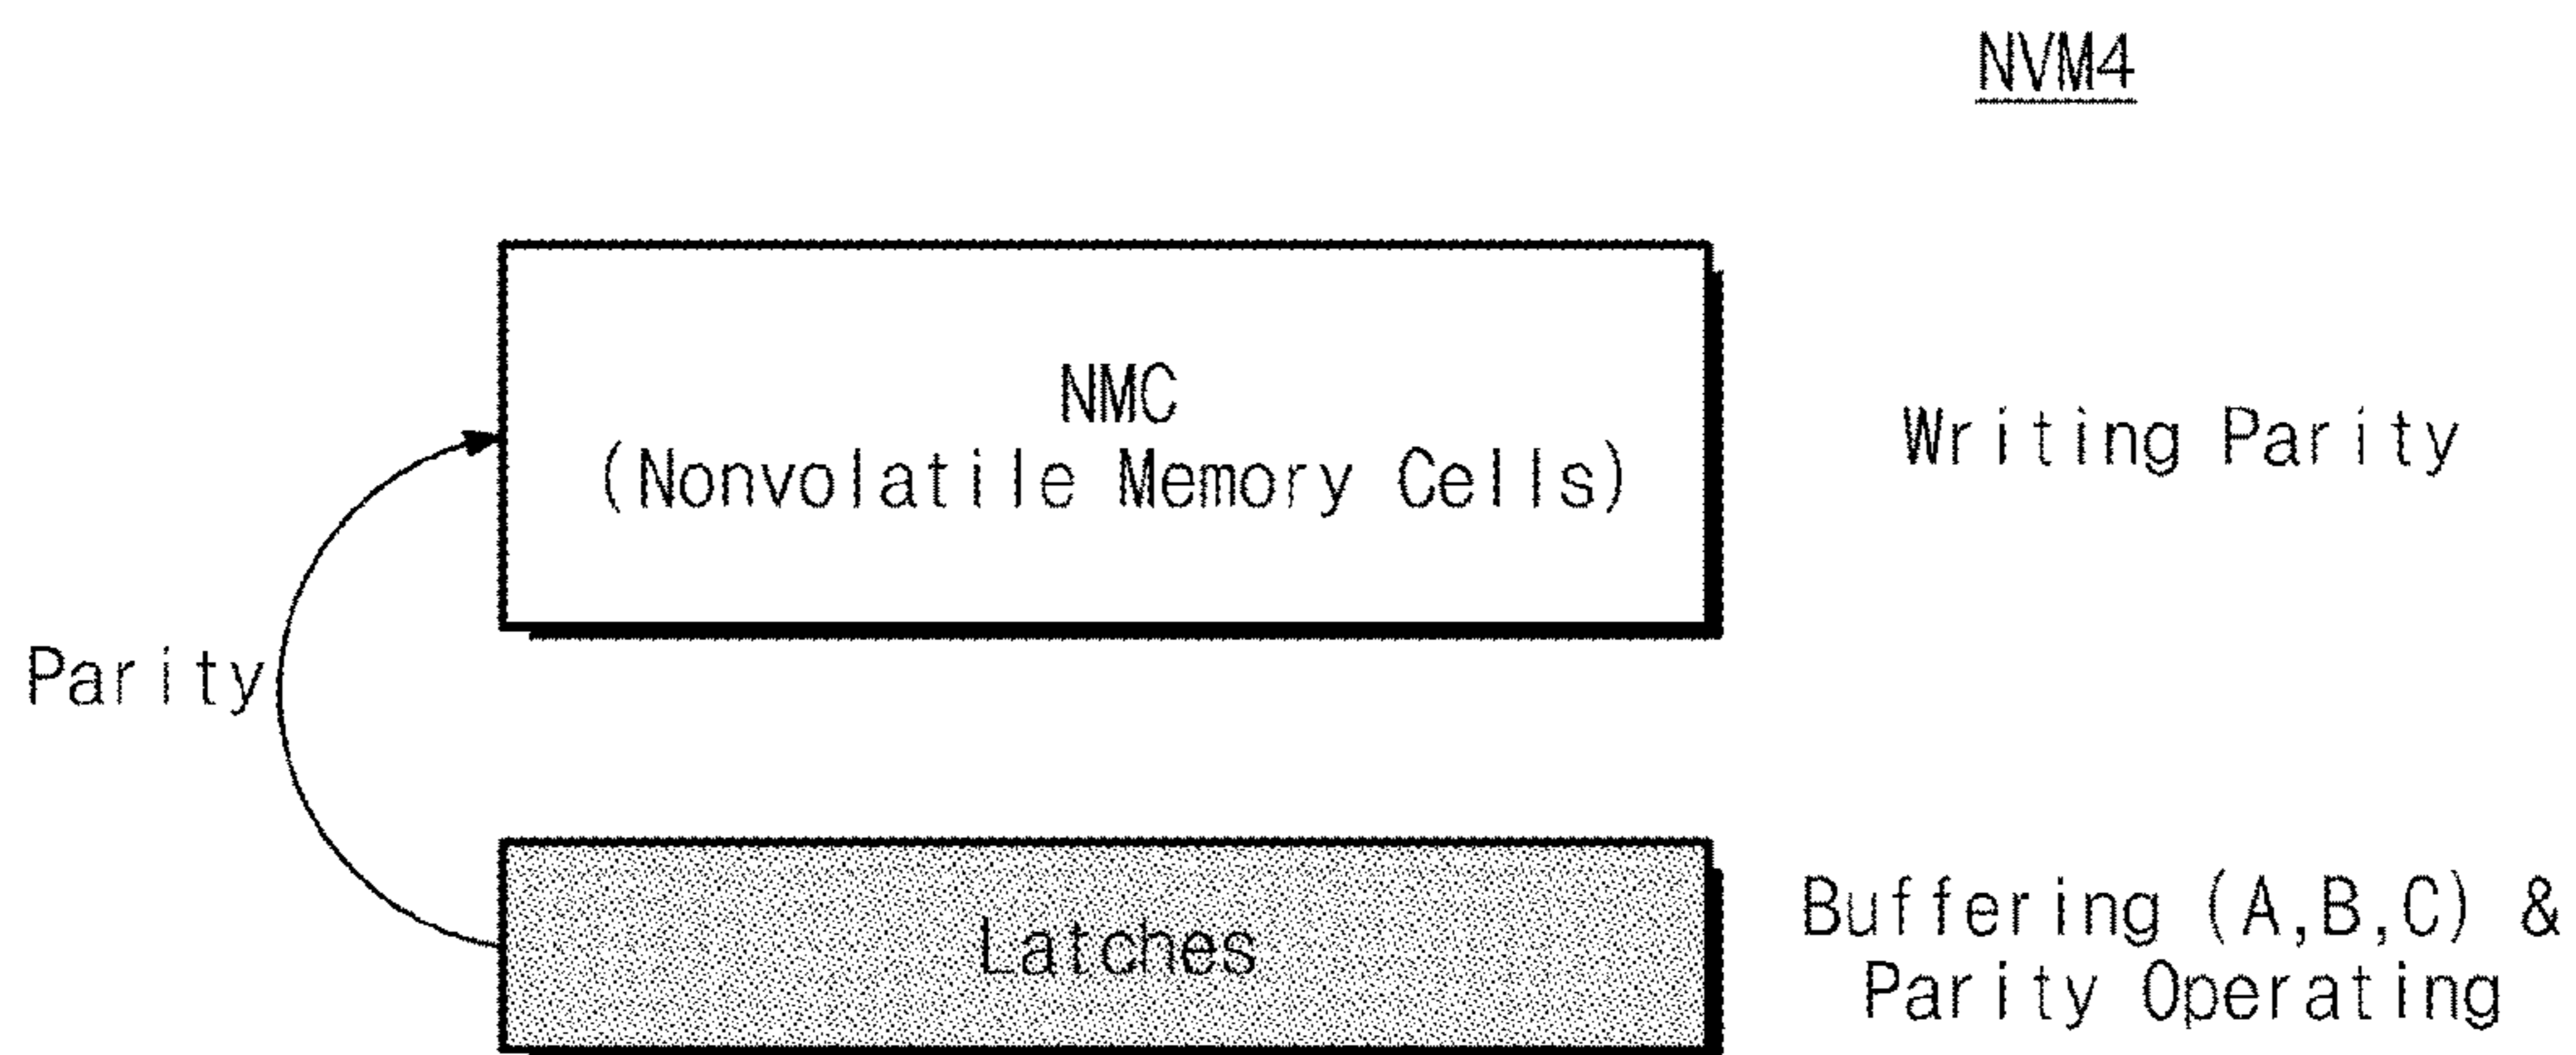 NVM4
NMC
(Nonvolatile Memory Cells)
Writing Parity
Parity
Latches
Buffering (A,B,C) &
Parity Operating